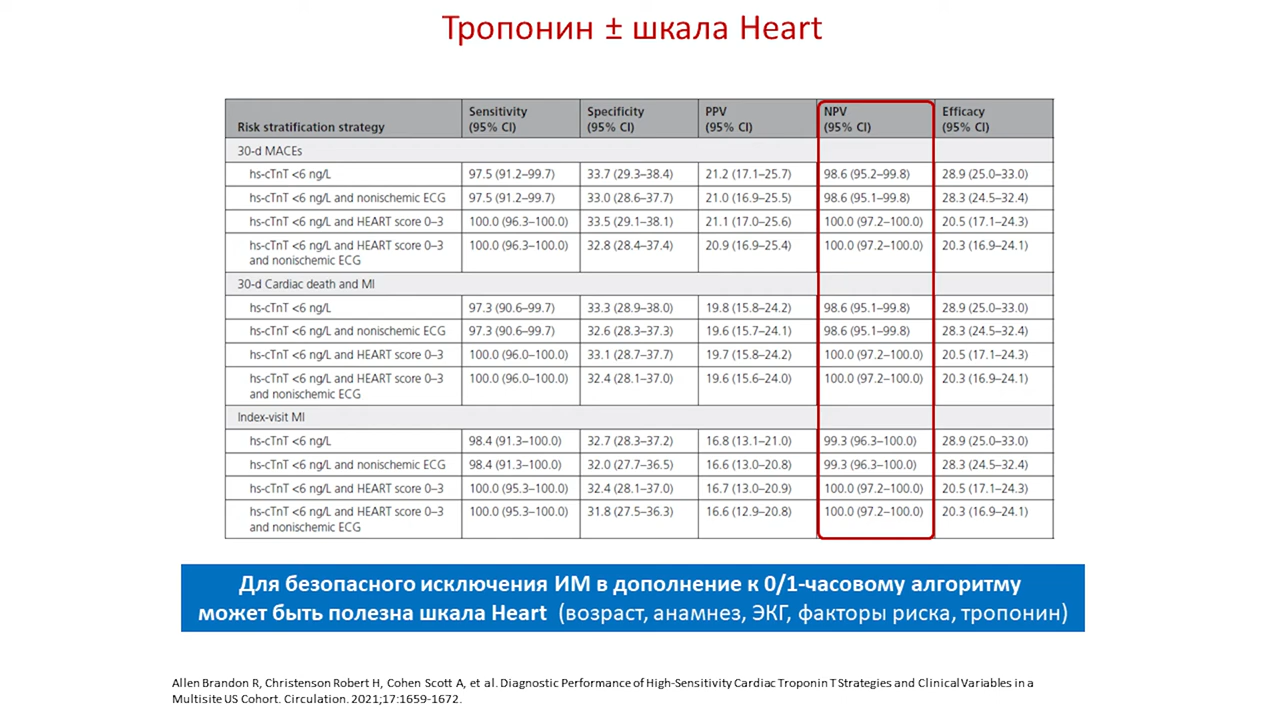 Тропонин ± шкала Heart
Risk stratification strategy Sensitivity (95% CI) Specificity (95% CI) PPV (95% CI) NPV (95% CI) Efficacy (95% CI)
30-d MACEs
hs-cTnT <6 ng/L 97.5 (91.2–99.7) 33.7 (29.3–38.4) 21.2 (17.1–25.7) 98.6 (95.2–99.8) 28.9 (25.0–33.0)
hs-cTnT <6 ng/L and nonischemic ECG 97.5 (91.2–99.7) 33.0 (28.6–37.7) 21.0 (16.9–25.5) 98.6 (95.1–99.8) 28.3 (24.5–32.4)
hs-cTnT <6 ng/L and HEART score 0–3 100.0 (96.3–100.0) 33.5 (29.1–38.1) 21.1 (17.0–25.6) 100.0 (97.2–100.0) 20.5 (17.1–24.3)
hs-cTnT <6 ng/L and HEART score 0–3 100.0 (96.3–100.0) 32.8 (28.4–37.4) 20.9 (16.9–25.4) 100.0 (97.2–100.0) 20.3 (16.9–24.1)
and nonischemic ECG
30-d Cardiac death and MI
hs-cTnT <6 ng/L 97.3 (90.6–99.7) 33.3 (28.9–38.0) 19.8 (15.8–24.2) 98.6 (95.1–99.8) 28.9 (25.0–33.0)
hs-cTnT <6 ng/L and nonischemic ECG 97.3 (90.6–99.7) 32.6 (28.3–37.3) 19.6 (15.7–24.1) 98.6 (95.1–99.8) 28.3 (24.5–32.4)
hs-cTnT <6 ng/L and HEART score 0–3 100.0 (96.0–100.0) 33.1 (28.7–37.7) 19.7 (15.8–24.2) 100.0 (97.2–100.0) 20.5 (17.1–24.3)
hs-cTnT <6 ng/L and HEART score 0–3 100.0 (96.0–100.0) 32.4 (28.1–37.0) 19.6 (15.6–24.0) 100.0 (97.2–100.0) 20.3 (16.9–24.1)
and nonischemic ECG
Index-visit MI
hs-cTnT <6 ng/L 98.4 (91.3–100.0) 32.7 (28.3–37.2) 16.8 (13.1–21.0) 99.3 (96.3–100.0) 28.9 (25.0–33.0)
hs-cTnT <6 ng/L and nonischemic ECG 98.4 (91.3–100.0) 32.0 (27.7–36.5) 16.6 (13.0–20.8) 99.3 (96.3–100.0) 28.3 (24.5–32.4)
hs-cTnT <6 ng/L and HEART score 0–3 100.0 (95.3–100.0) 32.4 (28.1–37.0) 16.7 (13.0–20.9) 100.0 (97.2–100.0) 20.5 (17.1–24.3)
hs-cTnT <6 ng/L and HEART score 0–3 100.0 (95.3–100.0) 31.8 (27.5–36.3) 16.6 (12.9–20.8) 100.0 (97.2–100.0) 20.3 (16.9–24.1)
and nonischemic ECG
Для безопасного исключения ИМ в дополнение к 0/1-часовому алгоритму
может быть полезна шкала Heart (возраст, анамнез, ЭКГ, факторы риска, тропонин)
Allen Brandon R, Christenson Robert H, Cohen Scott A, et al. Diagnostic Performance of High-Sensitivity Cardiac Troponin T Strategies and Clinical Variables in a
Multisite US Cohort. Circulation. 2021;17:1659-1672.